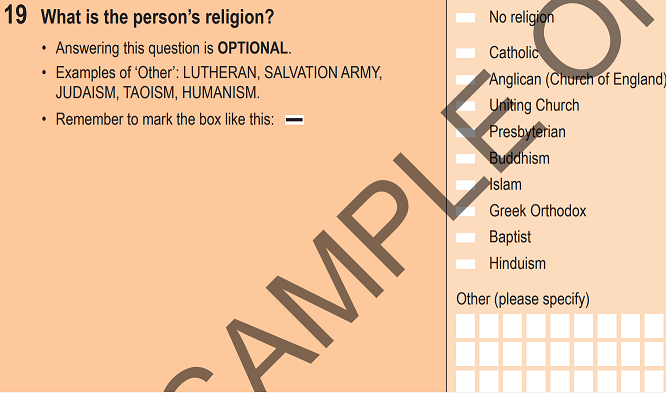 19 What is the person's religion?
• Answering this question is OPTIONAL.
• Examples of 'Other': LUTHERAN, SALVATION ARMY,
JUDAISM, TAOISM, HUMANISM.
• Remember to mark the box like this:
No religion
Catholic
Anglican (Church of England)
Uniting Church
Presbyterian
Buddhism
Islam
Greek Orthodox
Baptist
Hinduism
Other (please specify)
SAMPLE ON